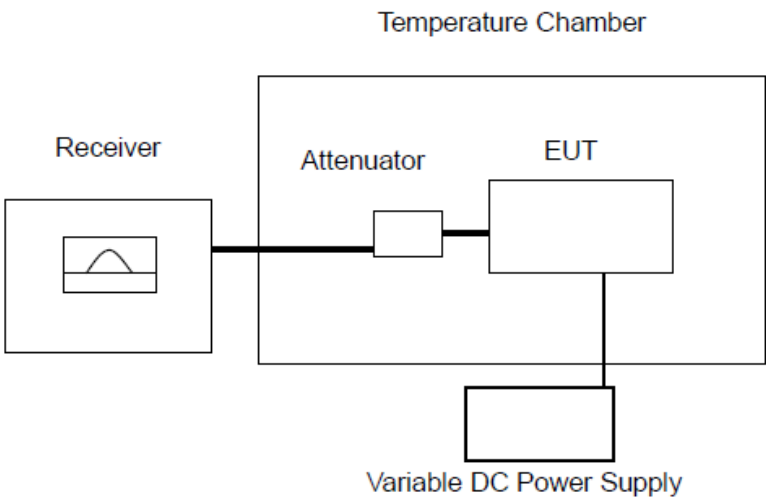 Temperature Chamber
Receiver
Attenuator
EUT
Variable DC Power Supply